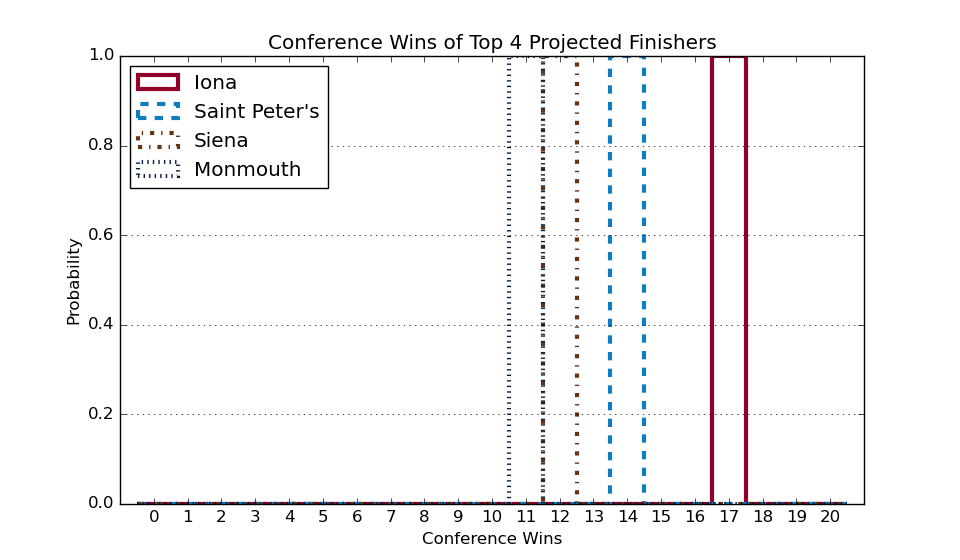 Conference Wins of Top 4 Projected Finishers
1.0
Iona
Saint Peter's
Siena
Monmouth
0.8
0.6
0.4
0.2
0.0
Probability
0 1 2 3 4 5 6 7 8 9 10 11 12 13 14 15 16 17 18 19 20
Conference Wins